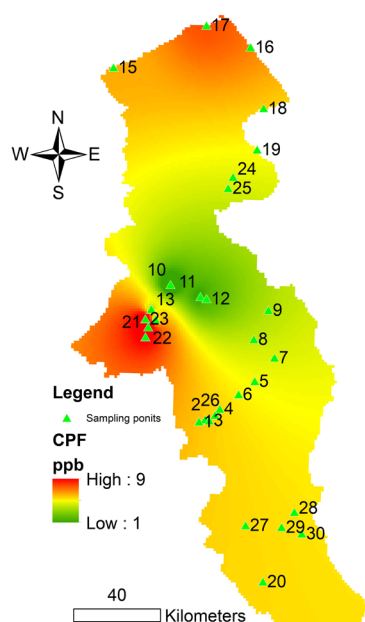 17
16
15
18
N
W E
S
19
24
25
10
11
12
13
9
21 23
22
8
7
5
Legend
Sampling ponits
6
2 26 4
1 3
CPF
ppb
High : 9
Low : 1
28
27 29
30
20
40
Kilometers